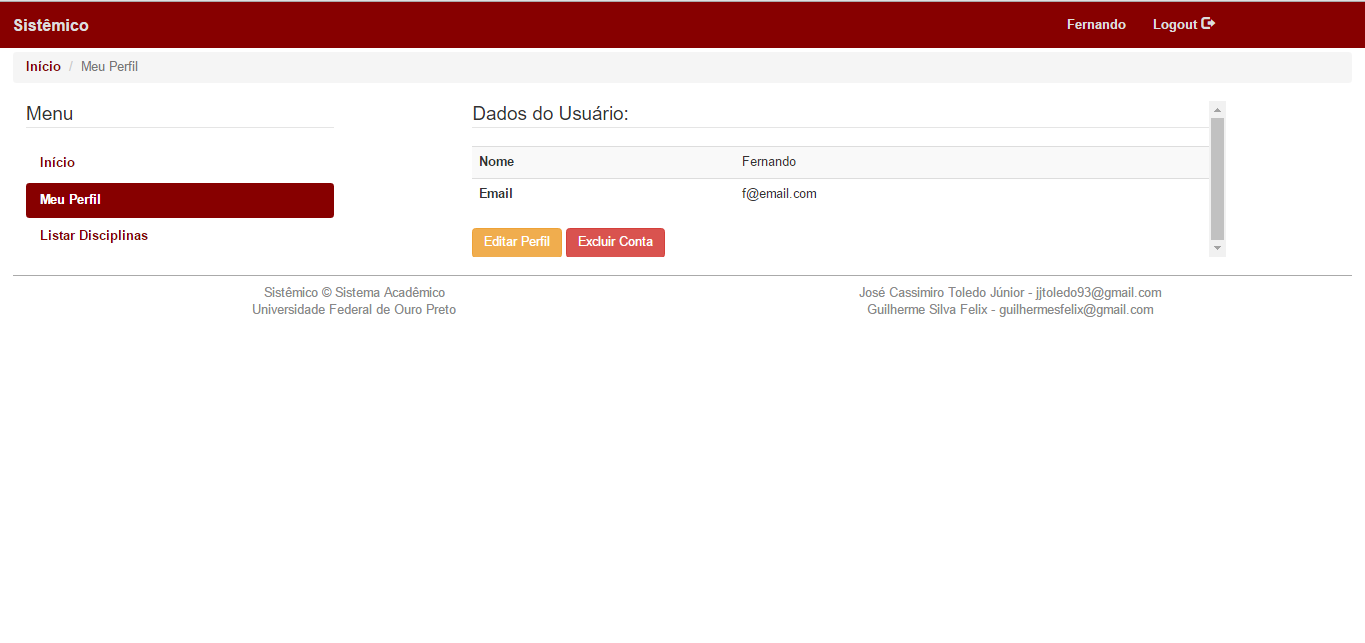 Sistêmico
Fernando Logout
Início / Meu Perfil
Menu
Início
Meu Perfil
Listar Disciplinas
Dados do Usuário:
Nome Fernando
Email f@email.com
Editar Perfil Excluir Conta
Sistêmico © Sistema Acadêmico
Universidade Federal de Ouro Preto
José Cassimiro Toledo Júnior - jjtoledo93@gmail.com
Guilherme Silva Felix - guilhermesfelix@gmail.com